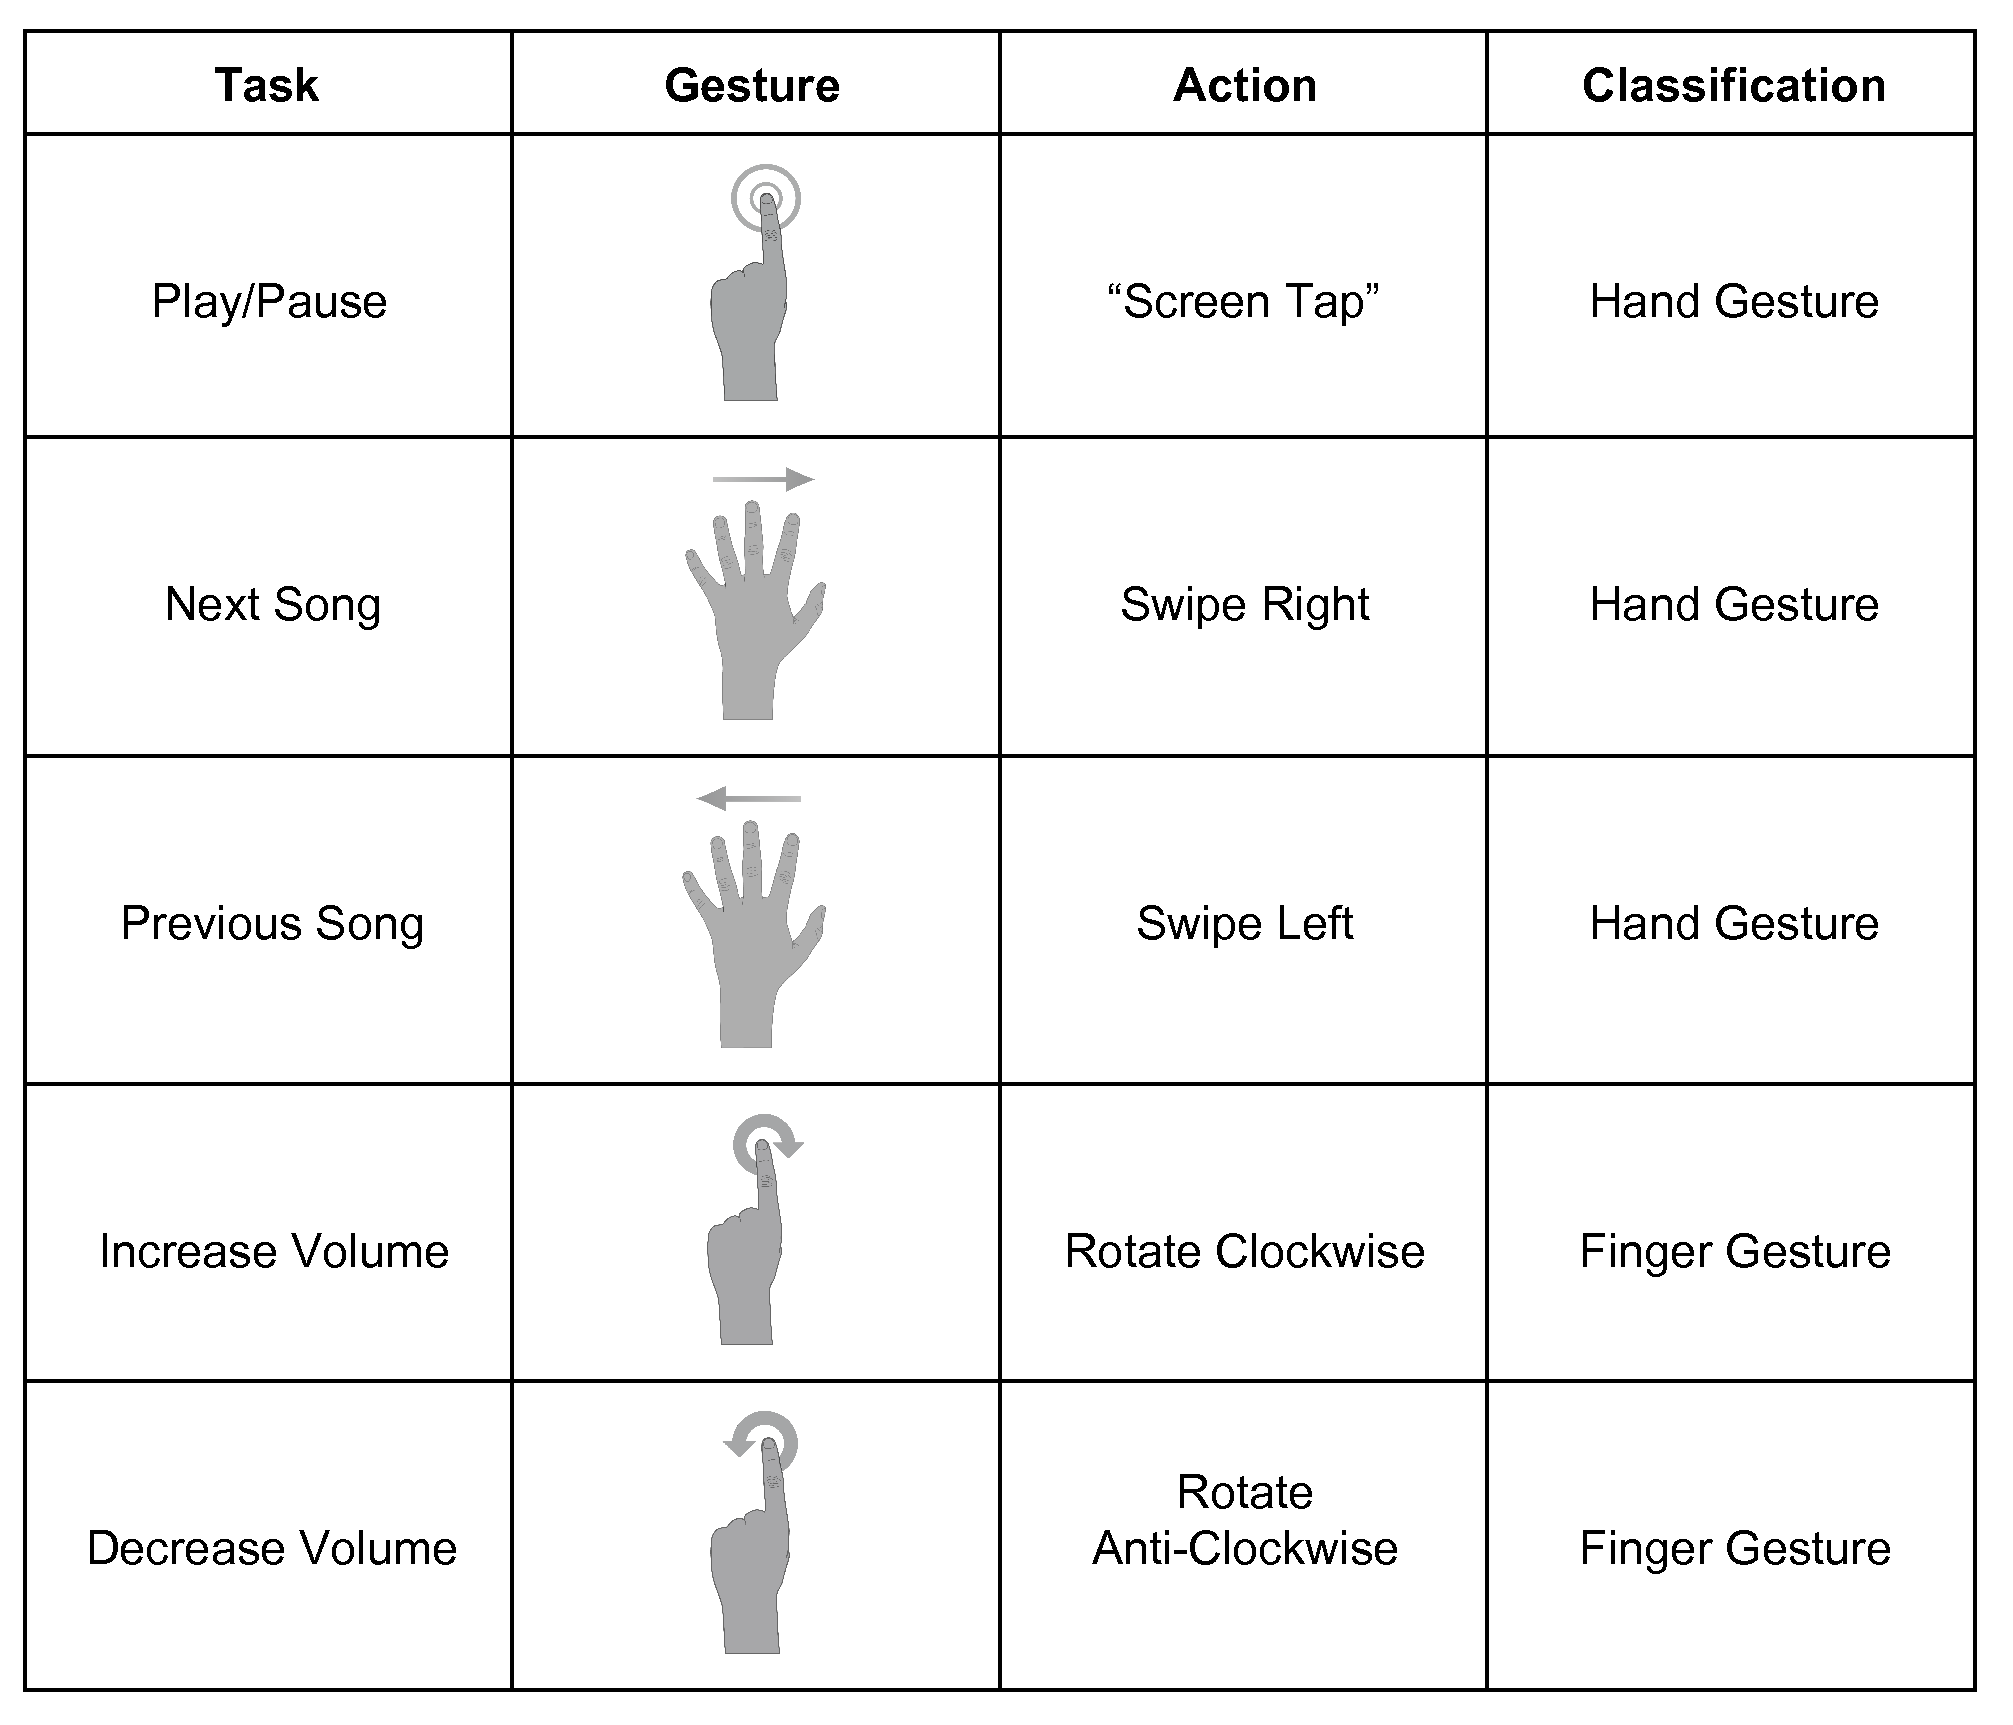 Task Gesture Action Classification
Play/Pause “Screen Tap” Hand Gesture
Next Song Swipe Right Hand Gesture
Previous Song Swipe Left Hand Gesture
Increase Volume Rotate Clockwise Finger Gesture
Decrease Volume Rotate
Anti-Clockwise Finger Gesture